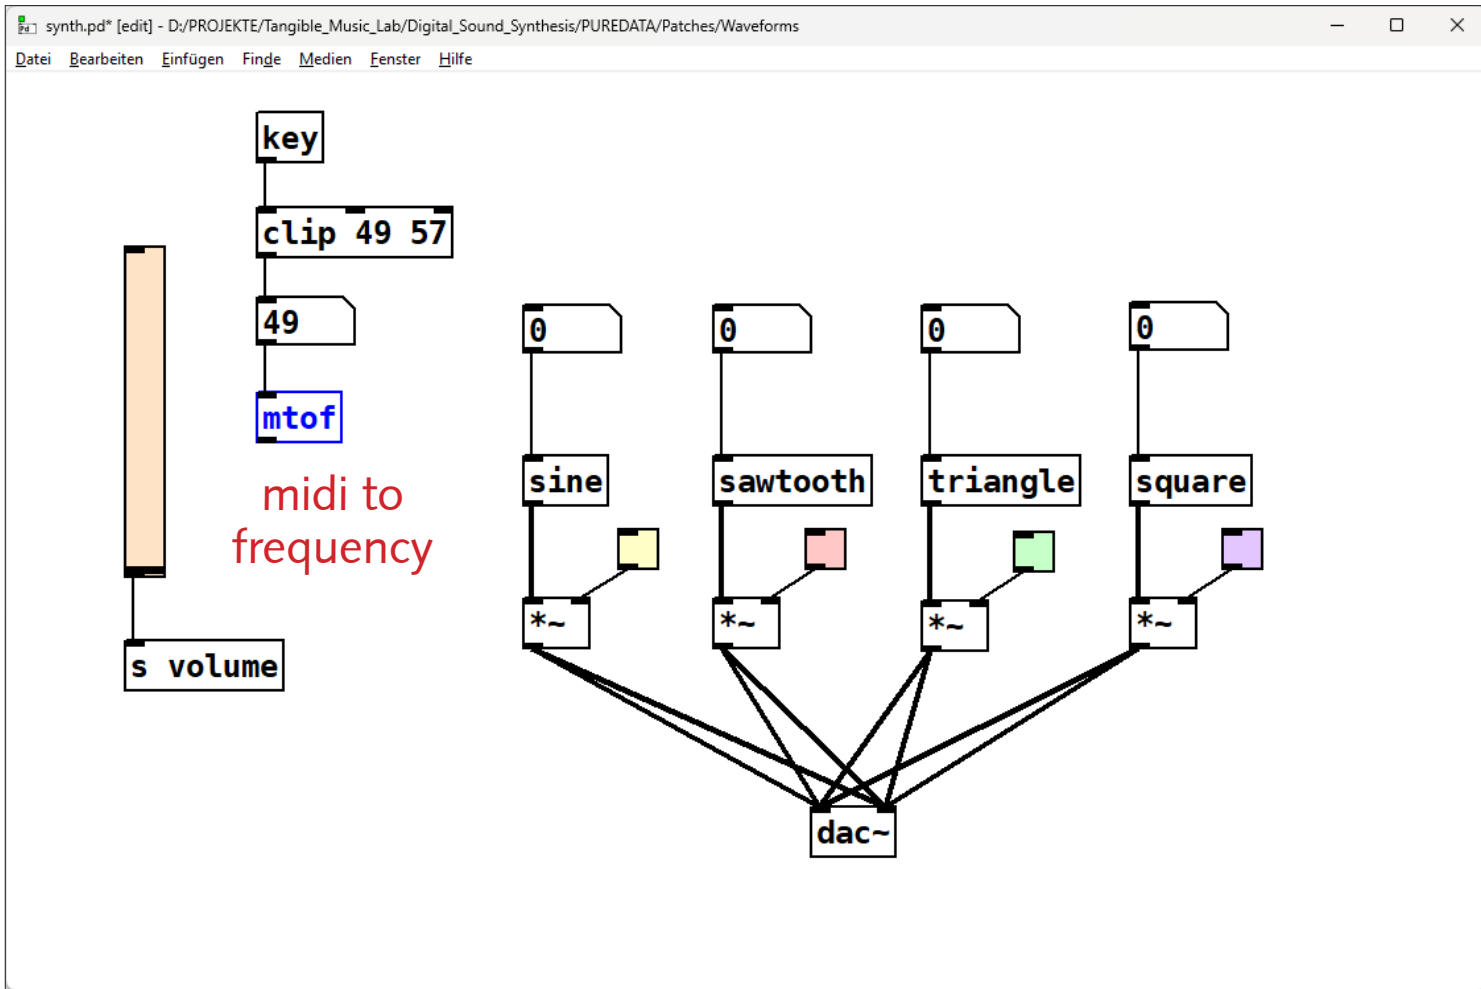 synth.pd* [edit] - D:/PROJEKTE/Tangible_Music_Lab/Digital_Sound_Synthesis/PUREDATA/Patches/Waveforms
Datei Bearbeiten Einfügen Finde Medien Fenster Hilfe
key
clip 49 57
49
mtof
midi to
frequency
s volume
0 0 0 0
sine sawtooth triangle square
*~ *~ *~ *~
dac~